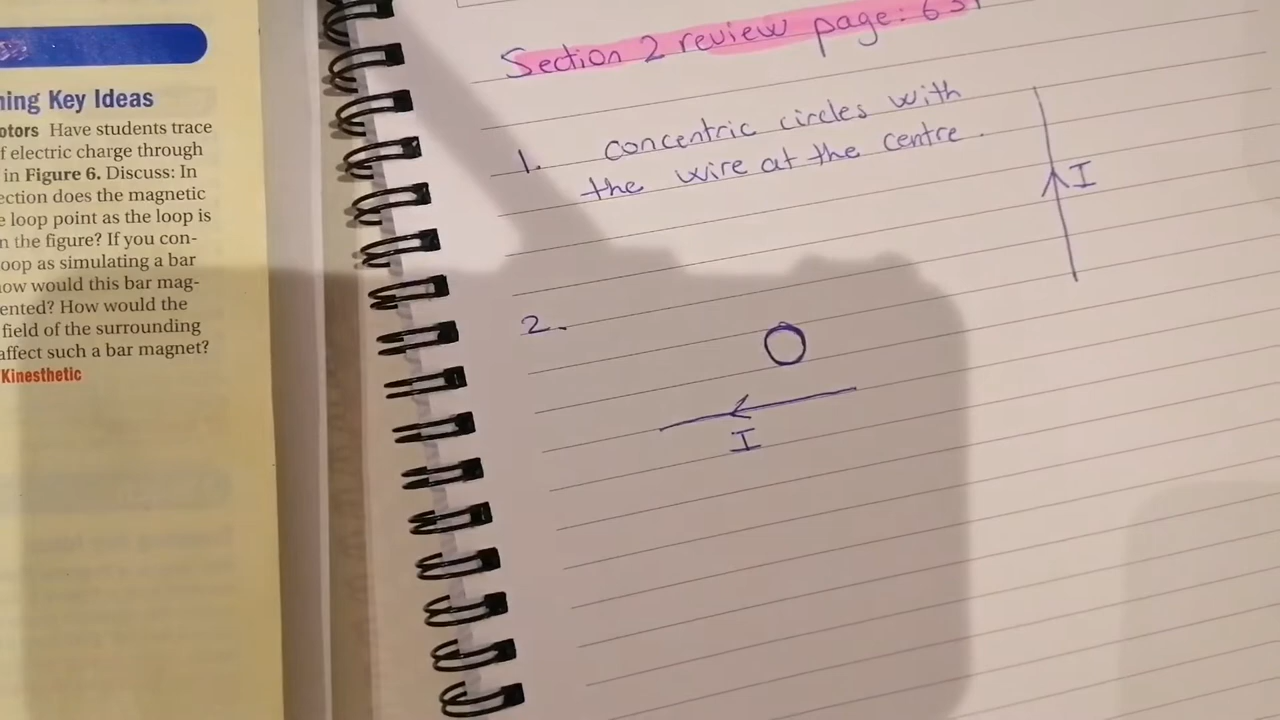 ning Key Ideas
otors Have students trace
f electric charge through
in Figure 6. Discuss: In
ection does the magnetic
e loop point as the loop is
n the figure? If you con-
oop as simulating a bar
ow would this bar mag-
ented? How would the
field of the surrounding
affect such a bar magnet?
Kinesthetic
Section 2 review page: 631
1. concentric circles with
the wire at the centre.
I
2.
I